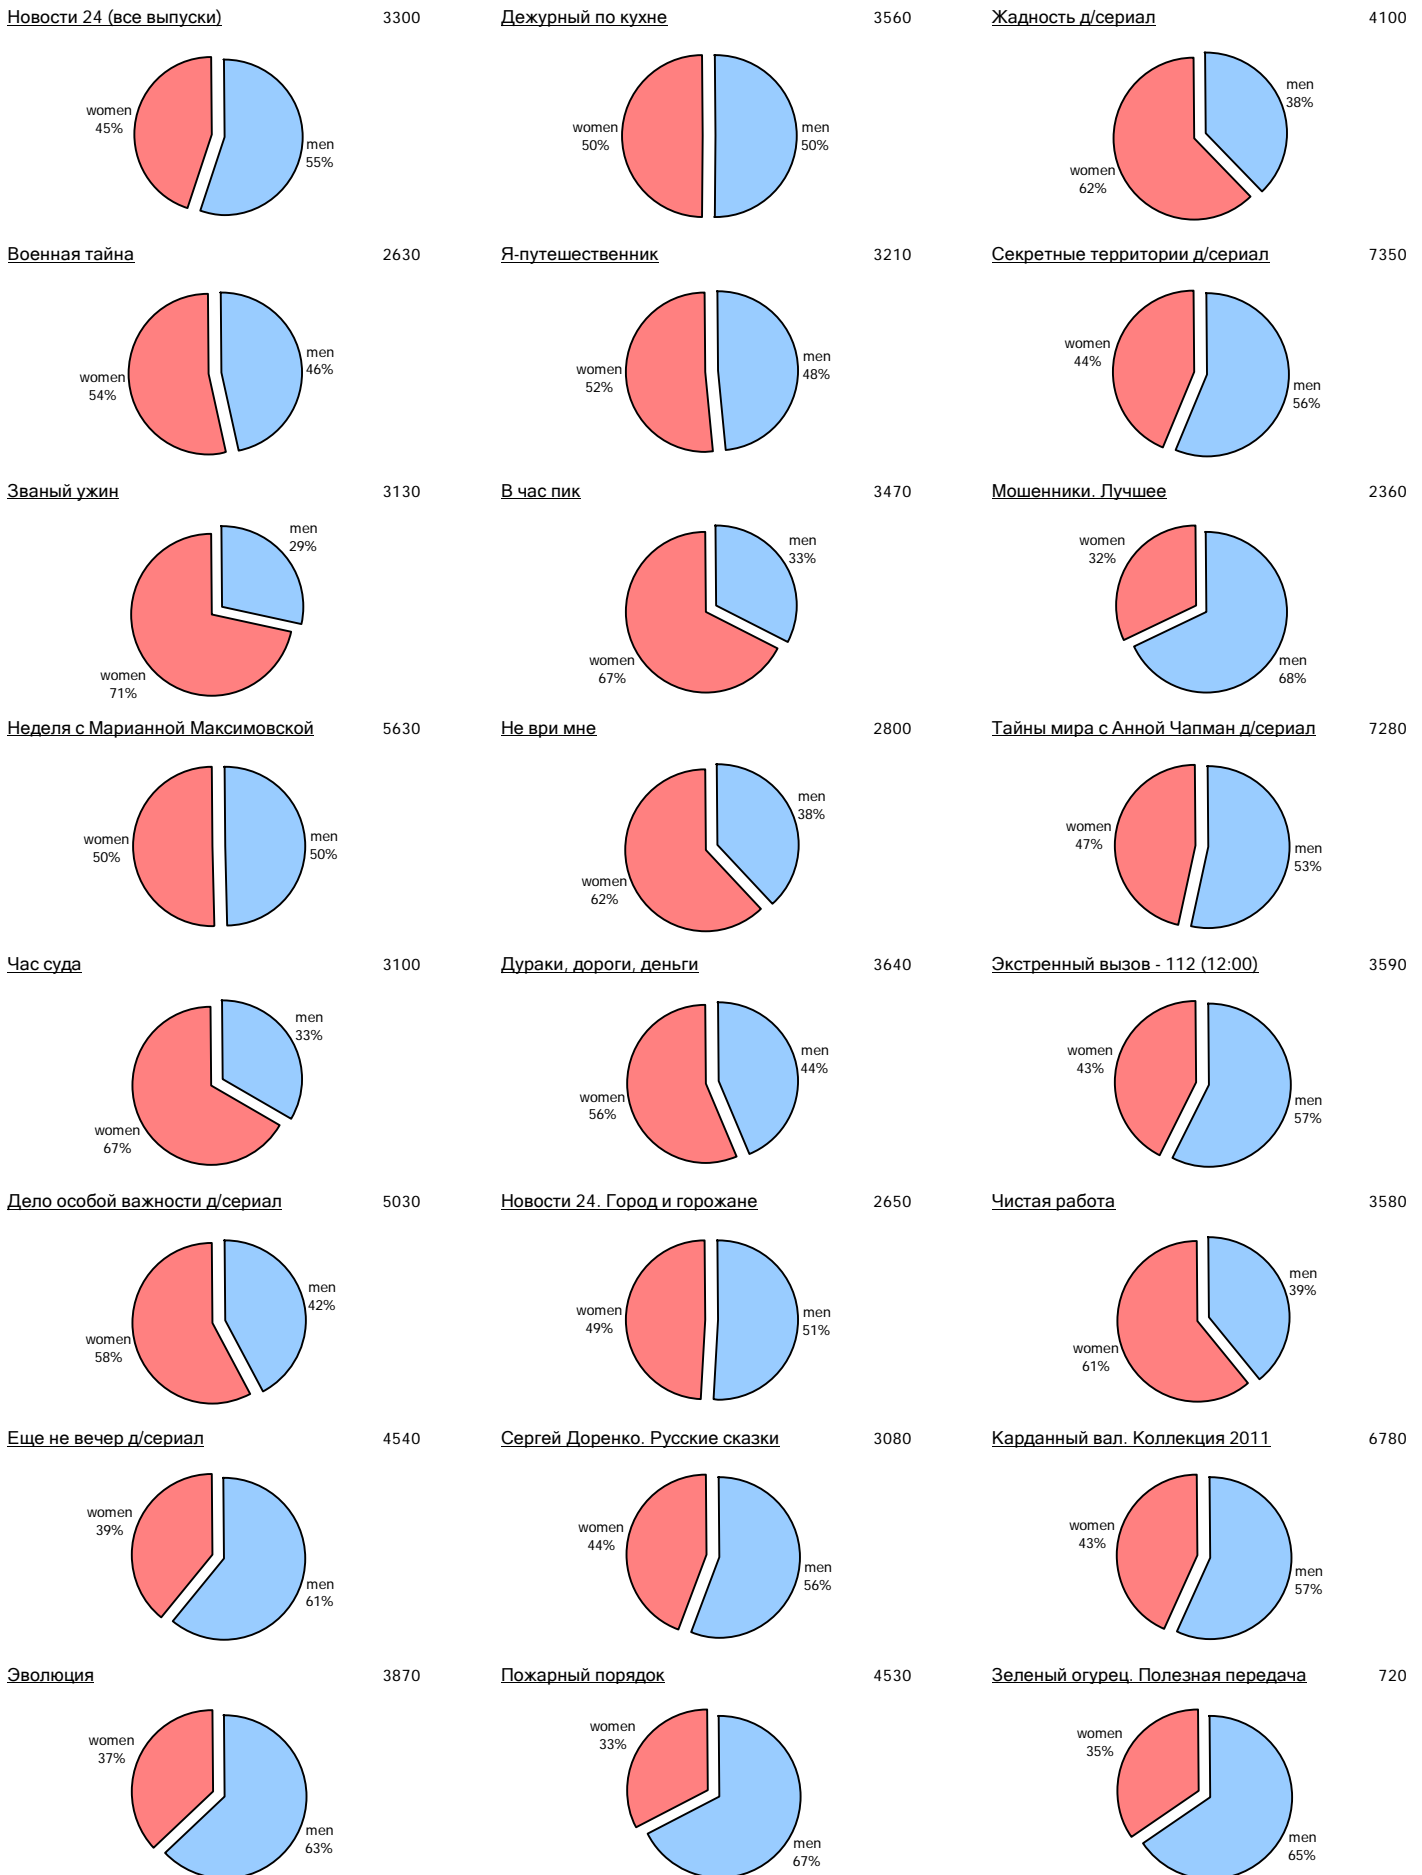 Новости 24 (все выпуски) 3300 Дежурный по кухне 3560 Жадность д/сериал 4100
women 45% men 55%
women 50% men 50%
men 38% women 62%
Военная тайна 2630 Я-путешественник 3210 Секретные территории д/сериал 7350
men 46% women 54%
men 48% women 52%
women 44% men 56%
Званый ужин 3130 В час пик 3470 Мошенники. Лучшее 2360
men 29% women 71%
men 33% women 67%
women 32% men 68%
Неделя с Марианной Максимовской 5630 Не ври мне 2800 Тайны мира с Анной Чапман д/сериал 7280
women 50% men 50%
men 38% women 62%
women 47% men 53%
Час суда 3100 Дураки, дороги, деньги 3640 Экстренный вызов - 112 (12:00) 3590
men 33% women 67%
men 44% women 56%
women 43% men 57%
Дело особой важности д/сериал 5030 Новости 24. Город и горожане 2650 Чистая работа 3580
men 42% women 58%
women 49% men 51%
men 39% women 61%
Еще не вечер д/сериал 4540 Сергей Доренко. Русские сказки 3080 Карданный вал. Коллекция 2011 6780
women 39% men 61%
women 44% men 56%
women 43% men 57%
Эволюция 3870 Пожарный порядок 4530 Зеленый огурец. Полезная передача 720
women 37% men 63%
women 33% men 67%
women 35% men 65%